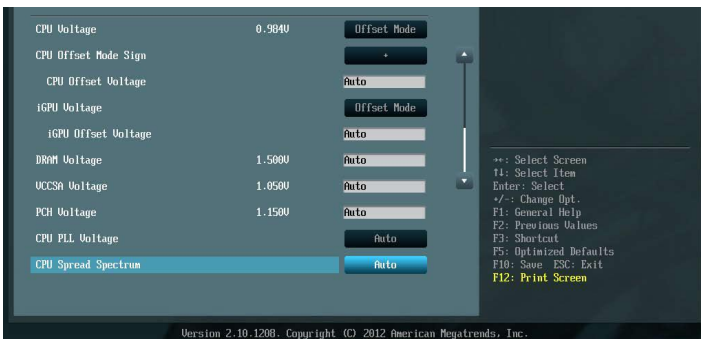 CPU Voltage 0.984V Offset Mode
CPU Offset Mode Sign +
CPU Offset Voltage Auto
iGPU Voltage Offset Mode
iGPU Offset Voltage Auto
DRAM Voltage 1.500V Auto
VCCSA Voltage 1.050V Auto
PCH Voltage 1.150V Auto
CPU PLL Voltage Auto
CPU Spread Spectrum Auto
→←: Select Screen
↑↓: Select Item
Enter: Select
+/-: Change Opt.
F1: General Help
F2: Previous Values
F3: Shortcut
F5: Optimized Defaults
F10: Save ESC: Exit
F12: Print Screen
Version 2.10.1208. Copyright (C) 2012 American Megatrends, Inc.